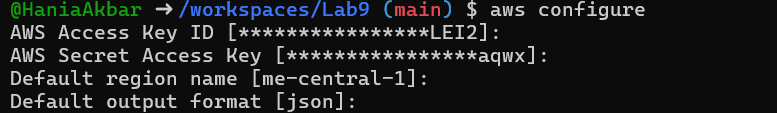 @HaniaAkbar ➜ /workspaces/Lab9 (main) $ aws configure
AWS Access Key ID [****************LEI2]:
AWS Secret Access Key [****************aqwx]:
Default region name [me-central-1]:
Default output format [json]: